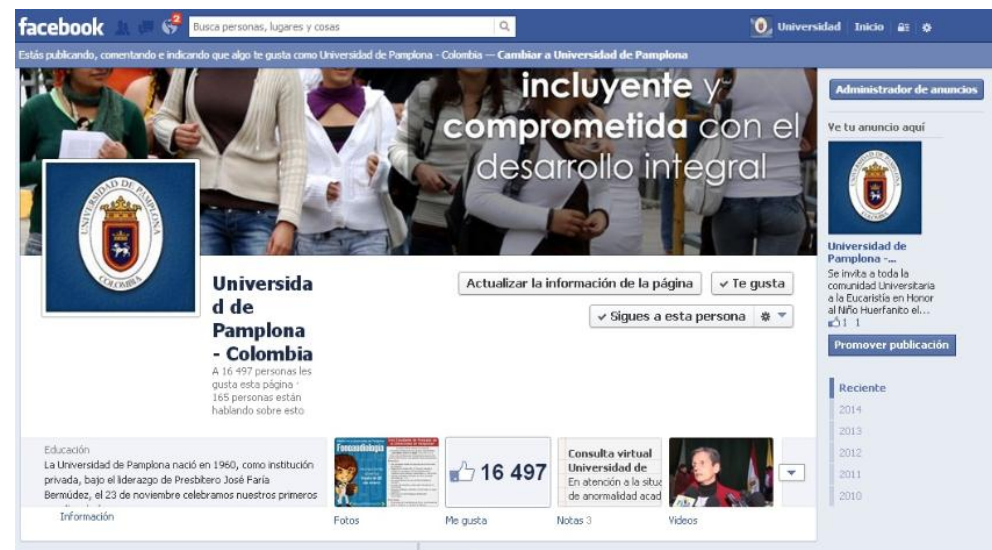 facebook
2
Busca personas, lugares y cosas
Universidad Inicio
Estás publicando, comentando e indicando que algo te gusta como Universidad de Pamplona - Colombia — Cambiar a Universidad de Pamplona
incluyente y
comprometida con el
desarrollo integral
UNIVERSIDAD DE PAMPLONA
COLOMBIA
Universida
d de
Pamplona
- Colombia
A 16 497 personas les
gusta esta página ·
165 personas están
hablando sobre esto
Actualizar la información de la página
✓ Te gusta
✓ Sigues a esta persona
Educación
La Universidad de Pamplona nació en 1960, como institución
privada, bajo el liderazgo de Presbítero José Faría
Bermúdez, el 23 de noviembre celebramos nuestros primeros
Información
Fonoaudiología
Fotos
16 497
Me gusta
Consulta virtual
Universidad de
En atención a la situa
de anormalidad acad
Notas 3
Videos
Administrador de anuncios
Ve tu anuncio aquí
Universidad de
Pamplona -...
Se invita a toda la
comunidad Universitaria
a la Eucaristía en Honor
al Niño Huerfanito el...
1 1
Promover publicación
Reciente
2014
2013
2012
2011
2010